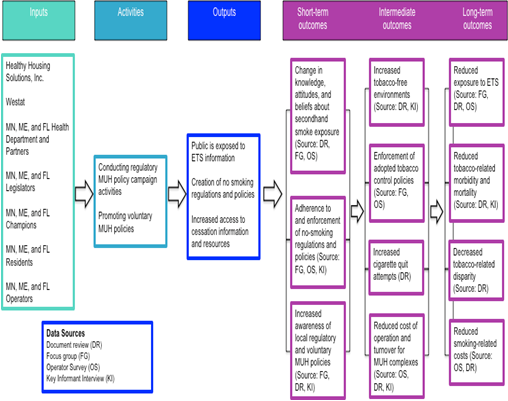 Inputs
Activities
Outputs
Short-term
outcomes
Intermediate
outcomes
Long-term
outcomes
Healthy Housing
Solutions, Inc.
Westat
MN, ME, and FL Health
Department and
Partners
MN, ME, and FL
Legislators
MN, ME, and FL
Champions
MN, ME, and FL
Residents
MN, ME, and FL
Operators
Conducting regulatory
MUH policy campaign
activities
Promoting voluntary
MUH policies
Public is exposed to
ETS information
Creation of no smoking
regulations and policies
Increased access to
cessation information
and resources
Change in
knowledge,
attitudes, and
beliefs about
secondhand
smoke exposure
(Source: DR,
FG, OS)
Adherence to
and enforcement
of no-smoking
regulations and
policies (Source:
FG, OS, KI)
Increased
awareness of
local regulatory
and voluntary
MUH policies
(Source: FG,
DR, KI)
Increased
tobacco-free
environments
(Source: DR, KI)
Enforcement of
adopted tobacco
control policies
(Source: FG,
OS)
Increased
cigarette quit
attempts (DR)
Reduced cost of
operation and
turnover for
MUH complexes
(Source: OS,
DR, KI)
Reduced
exposure to ETS
(Source: FG,
DR, OS)
Reduced
tobacco-related
morbidity and
mortality
(Source: DR, KI)
Decreased
tobacco-related
disparity
(Source: DR)
Reduced
smoking-related
costs (Source:
OS, DR)
Data Sources
Document review (DR)
Focus group (FG)
Operator Survey (OS)
Key Informant Interview (KI)